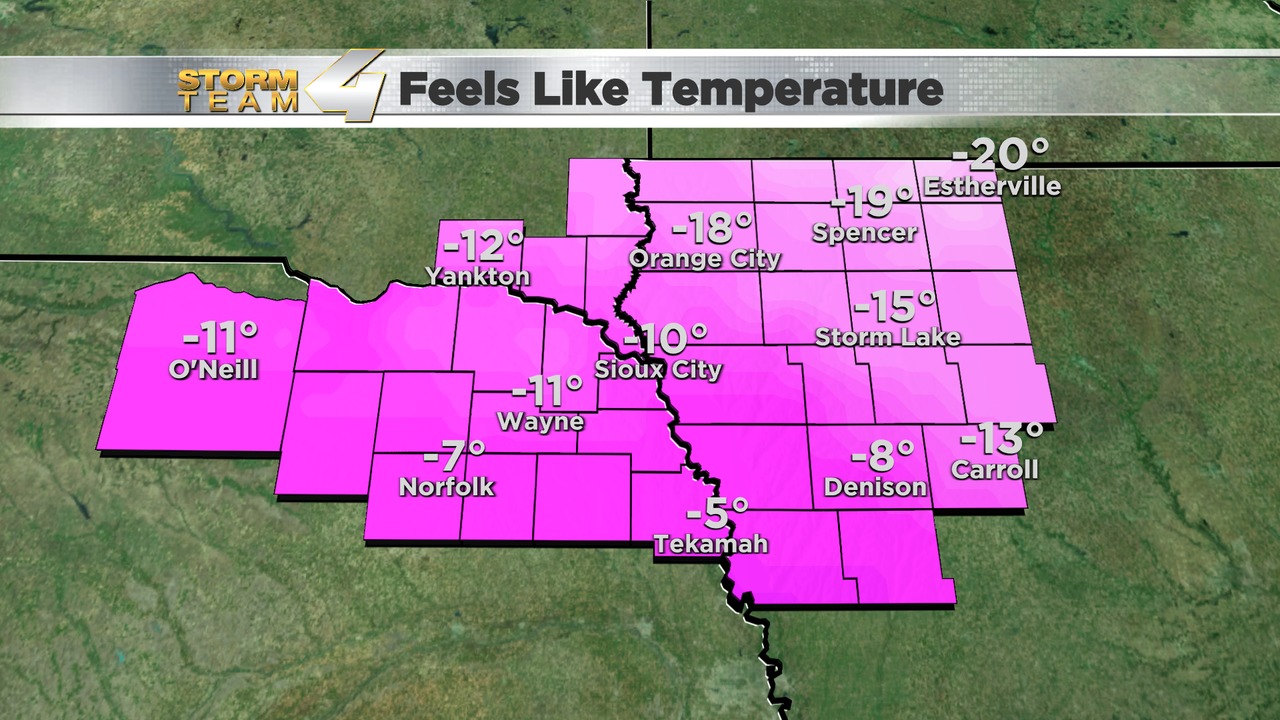 STORM
TEAM
4
Feels Like Temperature
-20°
Estherville
-19°
Spencer
-18°
Orange City
-12°
Yankton
-15°
Storm Lake
-11°
O'Neill
-10°
Sioux City
-11°
Wayne
-13°
Carroll
-8°
Denison
-7°
Norfolk
-5°
Tekamah